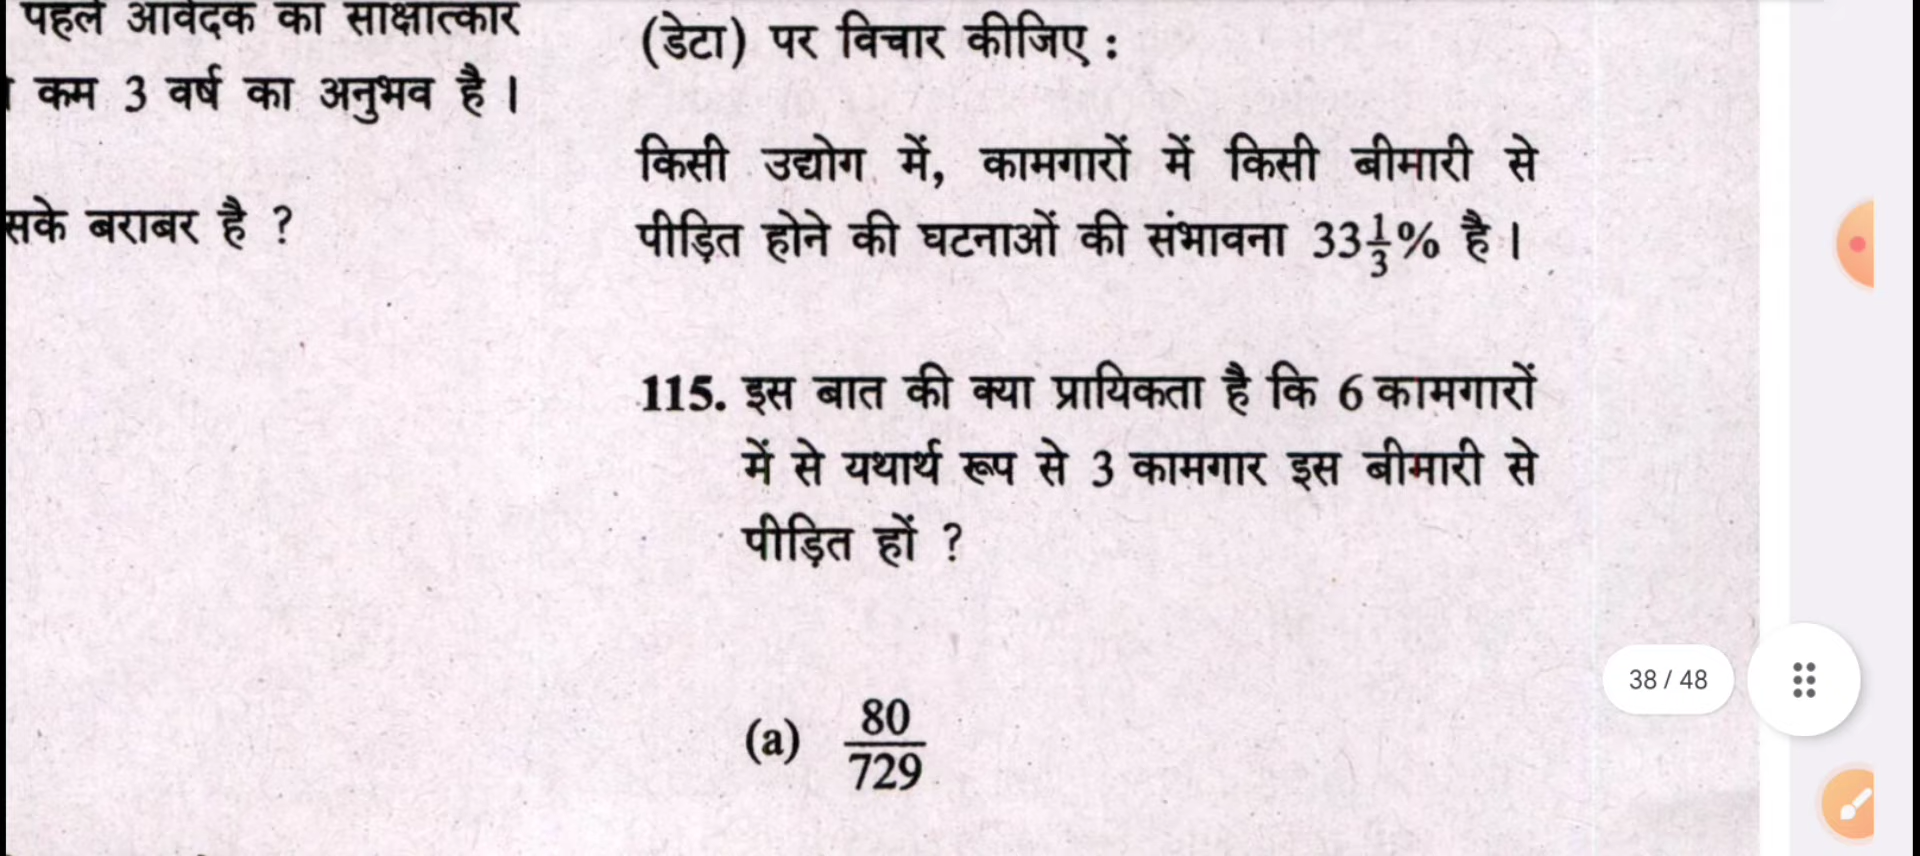 पहले आवेदक का साक्षात्कार
कम 3 वर्ष का अनुभव है ।
सके बराबर है ?
(डेटा) पर विचार कीजिए :
किसी उद्योग में, कामगारों में किसी बीमारी से
पीड़ित होने की घटनाओं की संभावना 33⅓% है ।
115. इस बात की क्या प्रायिकता है कि 6 कामगारों
में से यथार्थ रूप से 3 कामगार इस बीमारी से
पीड़ित हों ?
(a) 80/729
38 / 48